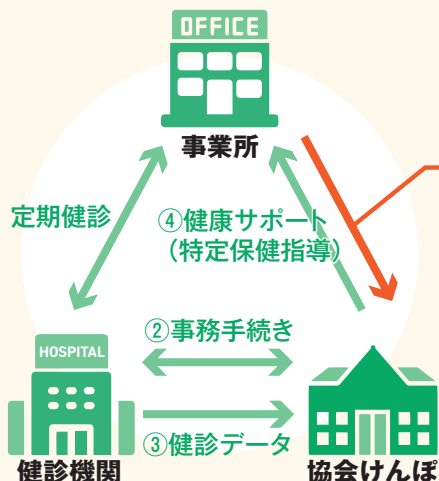 OFFICE
事業所
定期健診
④健康サポート
（特定保健指導）
②事務手続き
HOSPITAL
③健診データ
健診機関
協会けんぽ